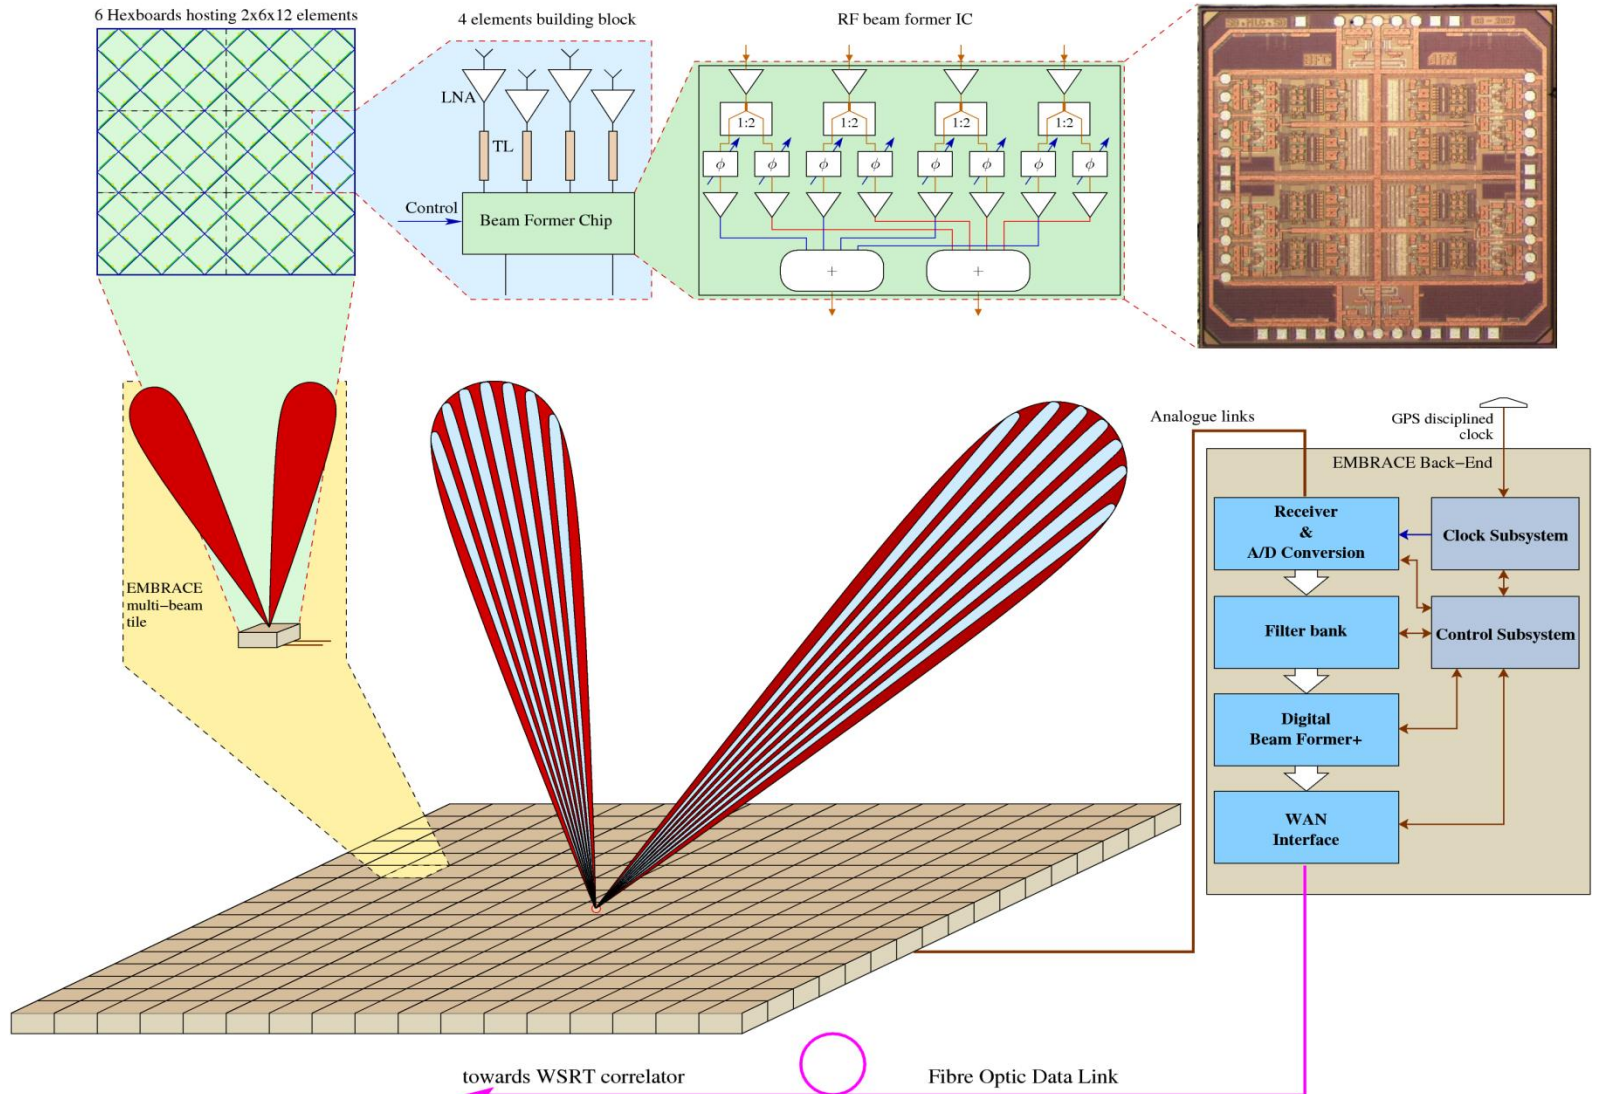 6 Hexboards hosting 2x6x12 elements
4 elements building block
RF beam former IC
LNA
TL
Control
Beam Former Chip
1:2
1:2
1:2
1:2
ϕ
ϕ
ϕ
ϕ
ϕ
ϕ
ϕ
ϕ
+
+
EMBRACE
multi−beam
tile
Analogue links
GPS disciplined
clock
EMBRACE Back−End
Receiver
&
A/D Conversion
Clock Subsystem
Filter bank
Control Subsystem
Digital
Beam Former+
WAN
Interface
towards WSRT correlator
Fibre Optic Data Link